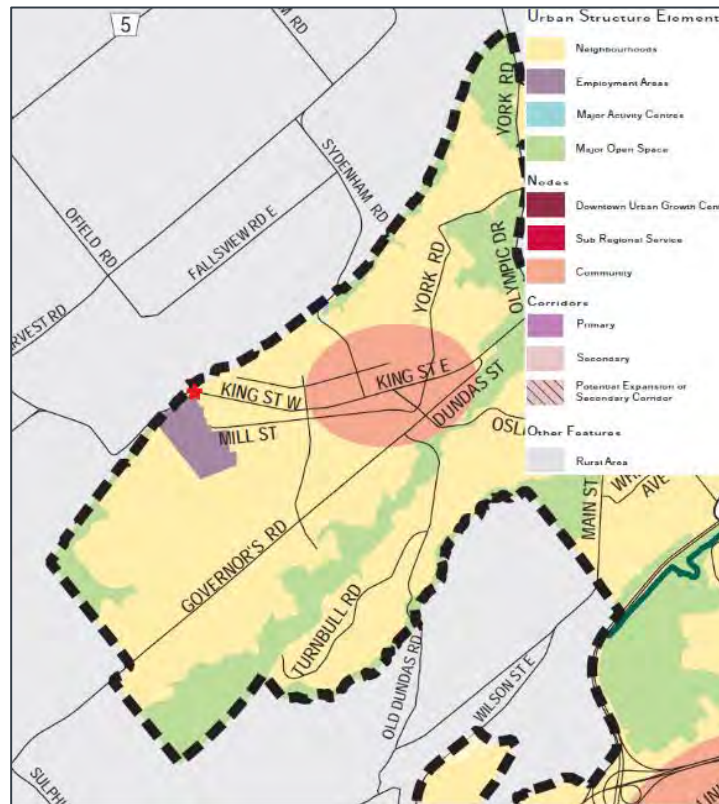 5
RD
Urban Structure Element
Neighbourhoods
Employment Areas
Major Activity Centres
Major Open Space
Nodes
Downtown Urban Growth Cen
Sub Regional Service
Community
Corridors
Primary
Secondary
Potential Expansion of
Secondary Corridor
Other Features
Rural Area
YORK RD
SYDENHAM RD
OFIELD RD
FALLSVIEW RD E
YORK RD
OLYMPIC DR
RVEST RD
KING ST W
KING ST E
DUNDAS ST
MILL ST
OSL
MAIN ST
WH
AVE
GOVERNOR'S RD
TURNBULL RD
OLD DUNDAS RD
WILSON ST E
SULPH